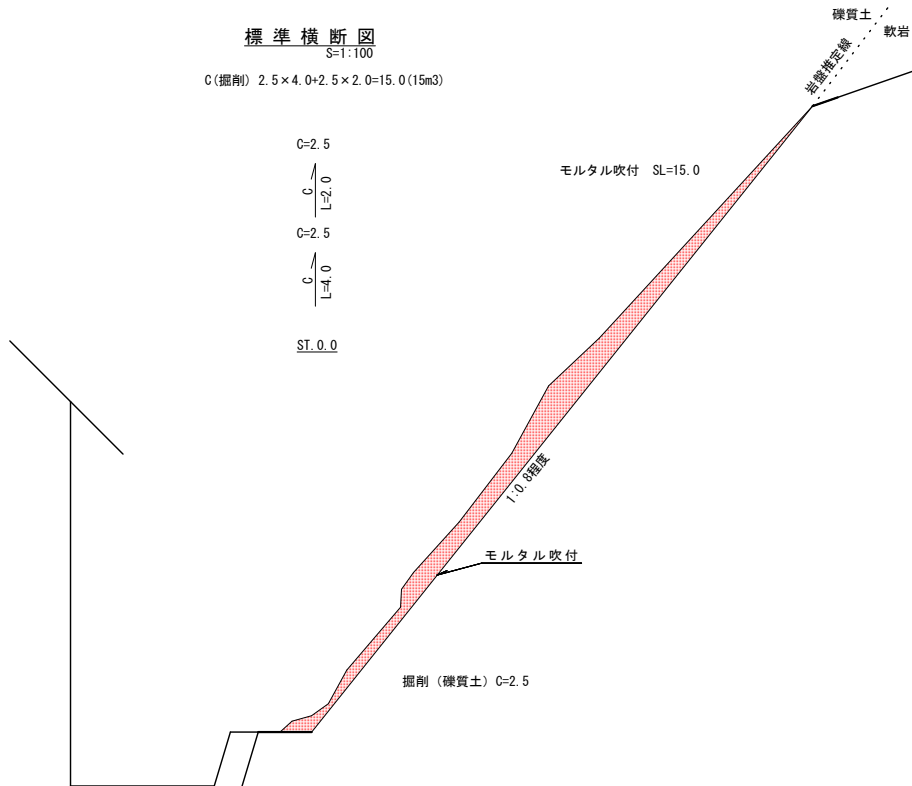 標準横断図
S=1:100
C(掘削) 2.5×4.0+2.5×2.0=15.0(15m3)
礫質土
軟岩
岩盤推定線
C=2.5
C
L=2.0
C=2.5
C
L=4.0
ST.0.0
モルタル吹付 SL=15.0
1:0.8程度
モルタル吹付
掘削(礫質土)C=2.5